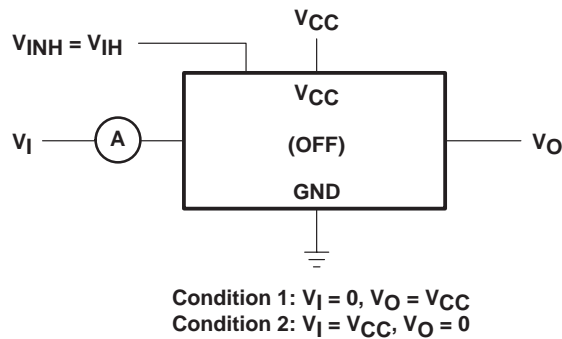 VCC
VINH = VIH
VCC
VI
A
(OFF)
VO
GND
Condition 1: VI = 0, VO = VCC
Condition 2: VI = VCC, VO = 0